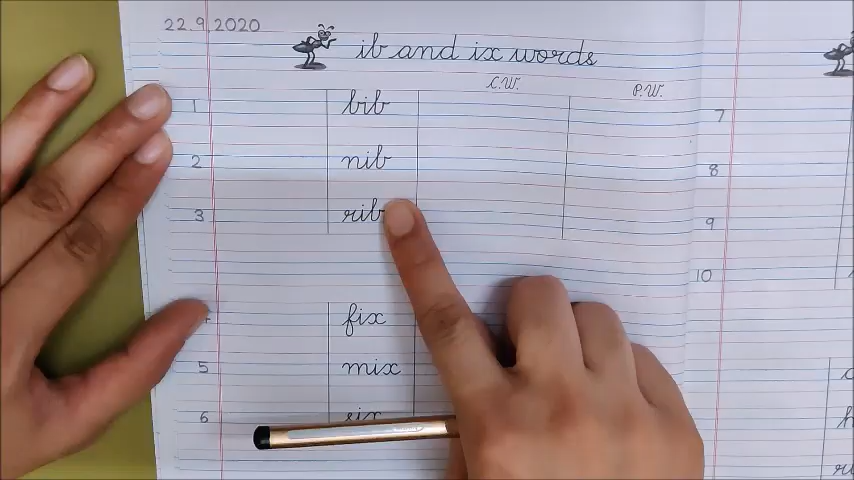 22.9.2020
ib and ix words
C.W. P.W.
1 bib
2 nib
3 rib
fix
5 mix
6 six
7
8
9
10